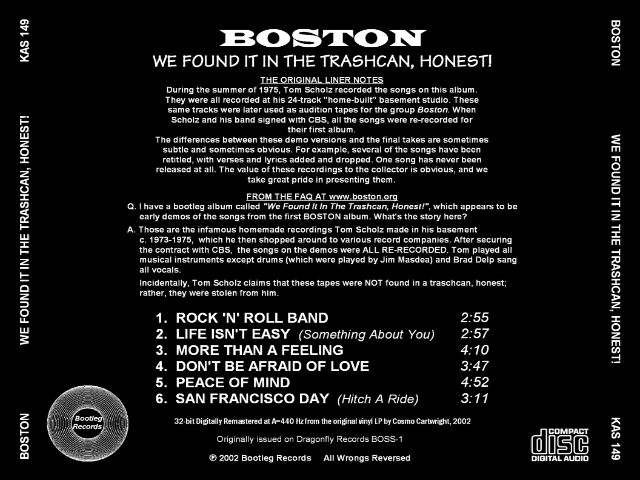 BOSTON
WE FOUND IT IN THE TRASHCAN, HONEST!
THE ORIGINAL LINER NOTES
During the summer of 1975, Tom Scholz recorded the songs on this album.
They were all recorded at his 24-track "home-built" basement studio. These
same tracks were later used as audition tapes for the group Boston. When
Scholz and his band signed with CBS, all the songs were re-recorded for
their first album.
The differences between these demo versions and the final takes are sometimes
subtle and sometimes obvious. For example, several of the songs have been
retitled, with verses and lyrics added and dropped. One song has never been
released at all. The value of these recordings to the collector is obvious, and we
take great pride in presenting them.
FROM THE FAQ AT www.boston.org
Q. I have a bootleg album called "We Found It In The Trashcan, Honest!", which appears to be
early demos of the songs from the first BOSTON album. What's the story here?
A. Those are the infamous homemade recordings Tom Scholz made in his basement
c. 1973-1975, which he then shopped around to various record companies. After securing
the contract with CBS, the songs on the demos were ALL RE-RECORDED. Tom played all
musical instruments except drums (which were played by Jim Masdea) and Brad Delp sang
all vocals.
Incidentally, Tom Scholz claims that these tapes were NOT found in a traschcan, honest;
rather, they were stolen from him.
1. ROCK 'N' ROLL BAND 2:55
2. LIFE ISN'T EASY (Something About You) 2:57
3. MORE THAN A FEELING 4:10
4. DON'T BE AFRAID OF LOVE 3:47
5. PEACE OF MIND 4:52
6. SAN FRANCISCO DAY (Hitch A Ride) 3:11
32-bit Digitally Remastered at A=440 Hz from the original vinyl LP by Cosmo Cartwright, 2002
Originally issued on Dragonfly Records BOSS-1
℗ 2002 Bootleg Records All Wrongs Reversed
Bootleg
Records
COMPACT
disc
DIGITAL AUDIO
BOSTON
WE FOUND IT IN THE TRASHCAN, HONEST!
KAS 149
BOSTON
WE FOUND IT IN THE TRASHCAN, HONEST!
KAS 149